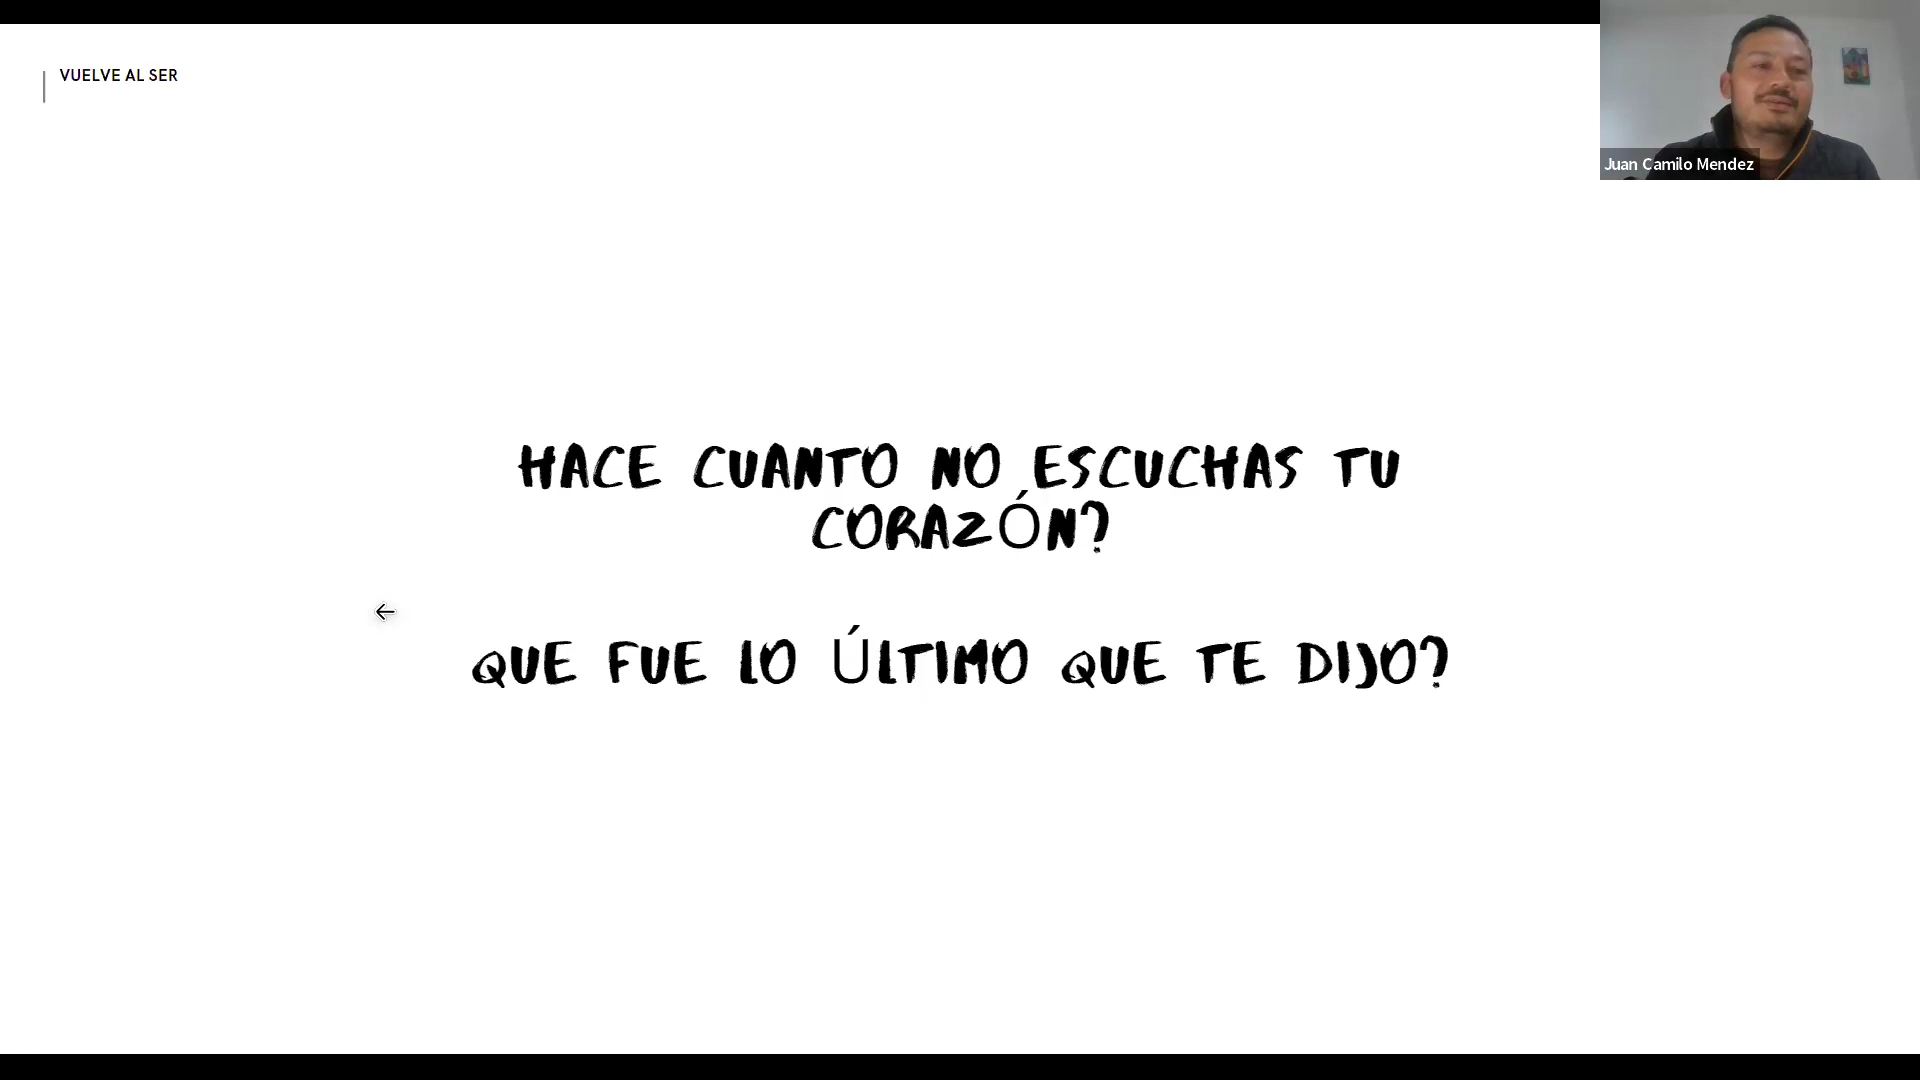 VUELVE AL SER
Juan Camilo Mendez
HACE CUANTO NO ESCUCHAS TU
CORAZÓN?
QUE FUE LO ÚLTIMO QUE TE DIJO?